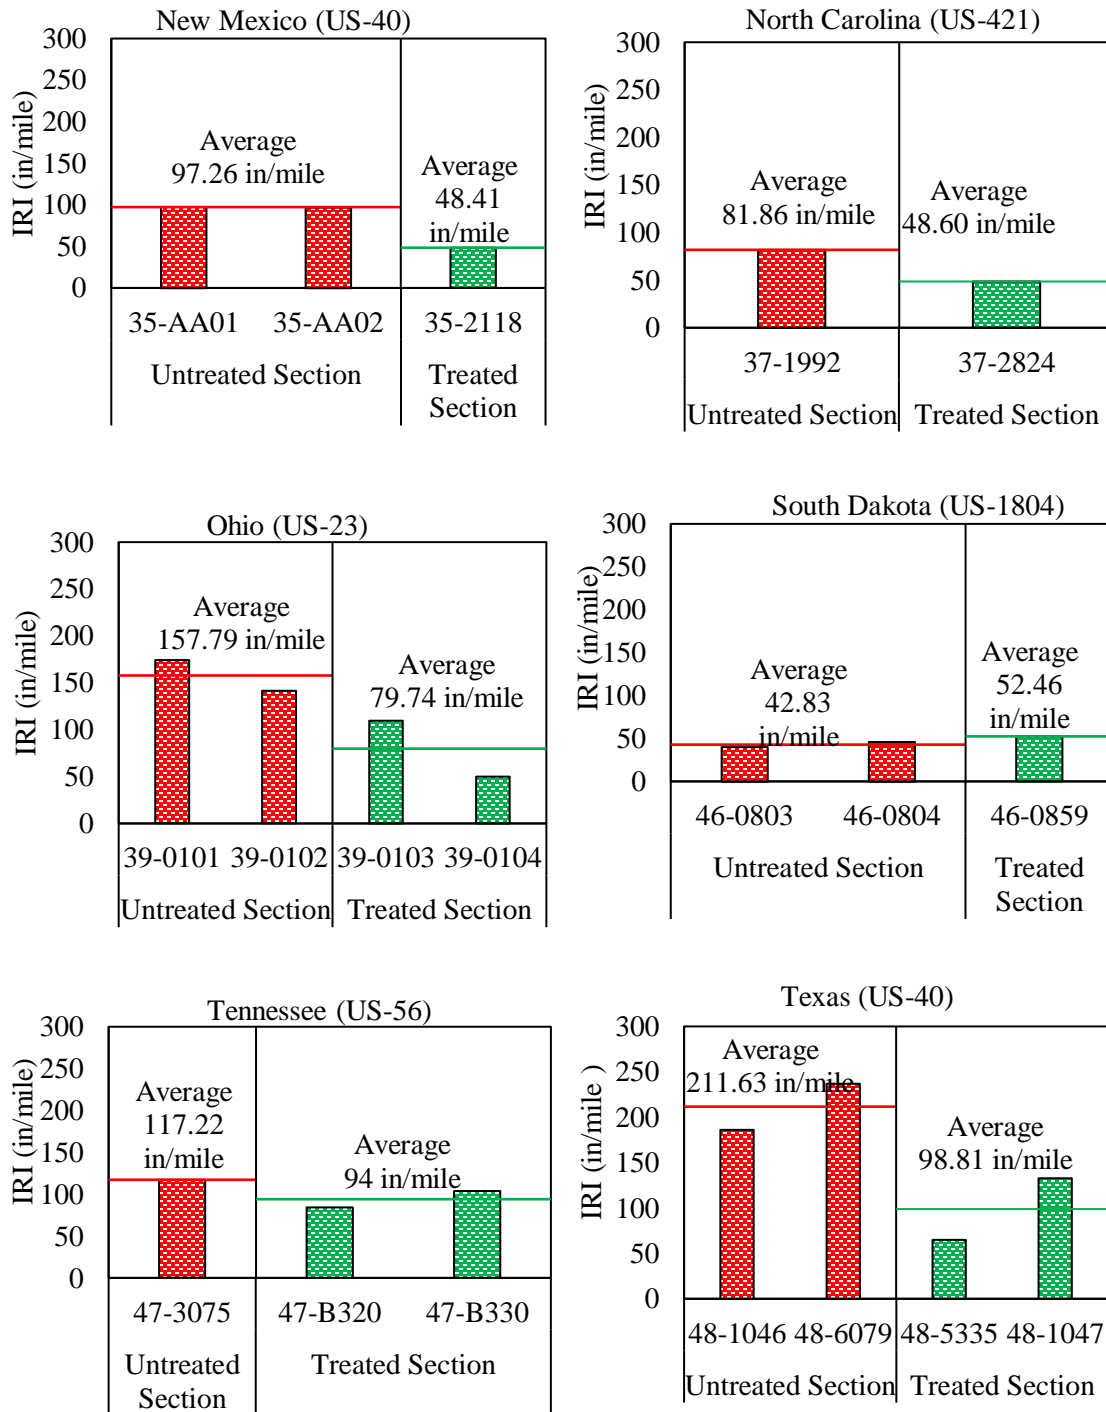 New Mexico (US-40)
300
250
200
150
100
50
0
IRI (in/mile)
Average
97.26 in/mile
Average
48.41
in/mile
35-AA01 35-AA02 35-2118
Untreated Section
Treated
Section
North Carolina (US-421)
300
250
200
150
100
50
0
IRI (in/mile)
Average
81.86 in/mile
Average
48.60 in/mile
37-1992 37-2824
Untreated Section Treated Section
Ohio (US-23)
300
250
200
150
100
50
0
IRI (in/mile)
Average
157.79 in/mile
Average
79.74 in/mile
39-0101 39-0102 39-0103 39-0104
Untreated Section Treated Section
South Dakota (US-1804)
300
250
200
150
100
50
0
IRI (in/mile)
Average
42.83
in/mile
Average
52.46
in/mile
46-0803 46-0804 46-0859
Untreated Section
Treated
Section
Tennessee (US-56)
300
250
200
150
100
50
0
IRI (in/mile)
Average
117.22
in/mile
Average
94 in/mile
47-3075 47-B320 47-B330
Untreated
Section
Treated Section
Texas (US-40)
300
250
200
150
100
50
0
IRI (in/mile )
Average
211.63 in/mile
Average
98.81 in/mile
48-1046 48-6079 48-5335 48-1047
Untreated Section Treated Section